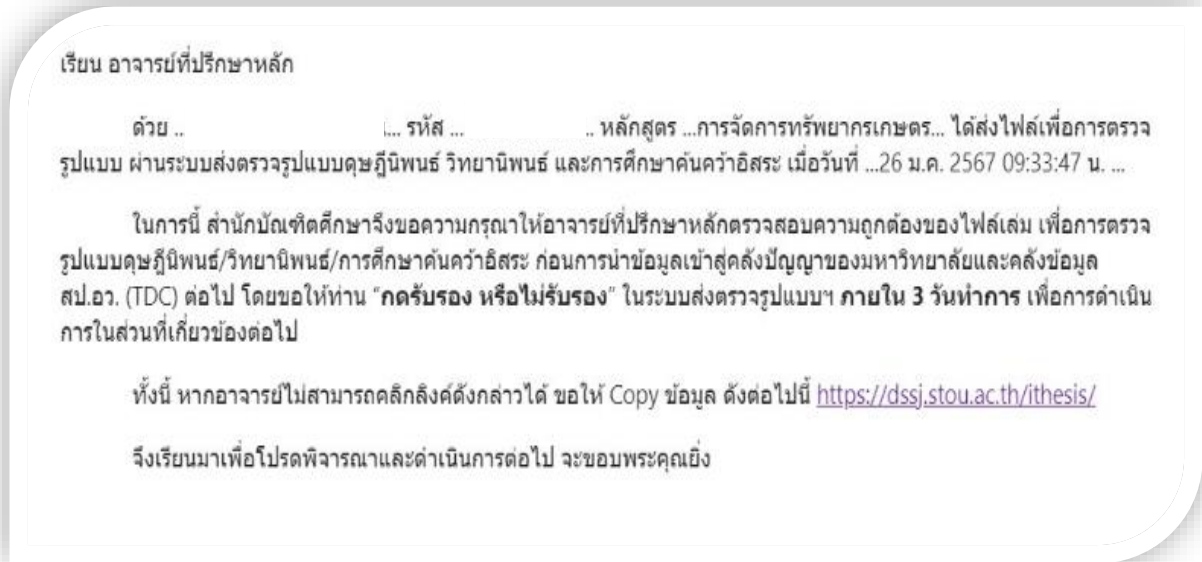 เรียน อาจารย์ที่ปรึกษาหลัก
ด้วย .. ... รหัส ... .. หลักสูตร ...การจัดการทรัพยากรเกษตร... ได้ส่งไฟล์เพื่อการตรวจ
รูปแบบ ผ่านระบบส่งตรวจรูปแบบดุษฎีนิพนธ์ วิทยานิพนธ์ และการศึกษาค้นคว้าอิสระ เมื่อวันที่ ...26 ม.ค. 2567 09:33:47 น. ...
ในการนี้ สำนักบัณฑิตศึกษาจึงขอความกรุณาให้อาจารย์ที่ปรึกษาหลักตรวจสอบความถูกต้องของไฟล์เล่ม เพื่อการตรวจ
รูปแบบดุษฎีนิพนธ์/วิทยานิพนธ์/การศึกษาค้นคว้าอิสระ ก่อนการนำข้อมูลเข้าสู่คลังปัญญาของมหาวิทยาลัยและคลังข้อมูล
สป.อว. (TDC) ต่อไป โดยขอให้ท่าน "กดรับรอง หรือไม่รับรอง" ในระบบส่งตรวจรูปแบบฯ ภายใน 3 วันทำการ เพื่อการดำเนิน
การในส่วนที่เกี่ยวข้องต่อไป
ทั้งนี้ หากอาจารย์ไม่สามารถคลิกลิงค์ดังกล่าวได้ ขอให้ Copy ข้อมูล ดังต่อไปนี้ https://dssj.stou.ac.th/ithesis/
จึงเรียนมาเพื่อโปรดพิจารณาและดำเนินการต่อไป จะขอบพระคุณยิ่ง